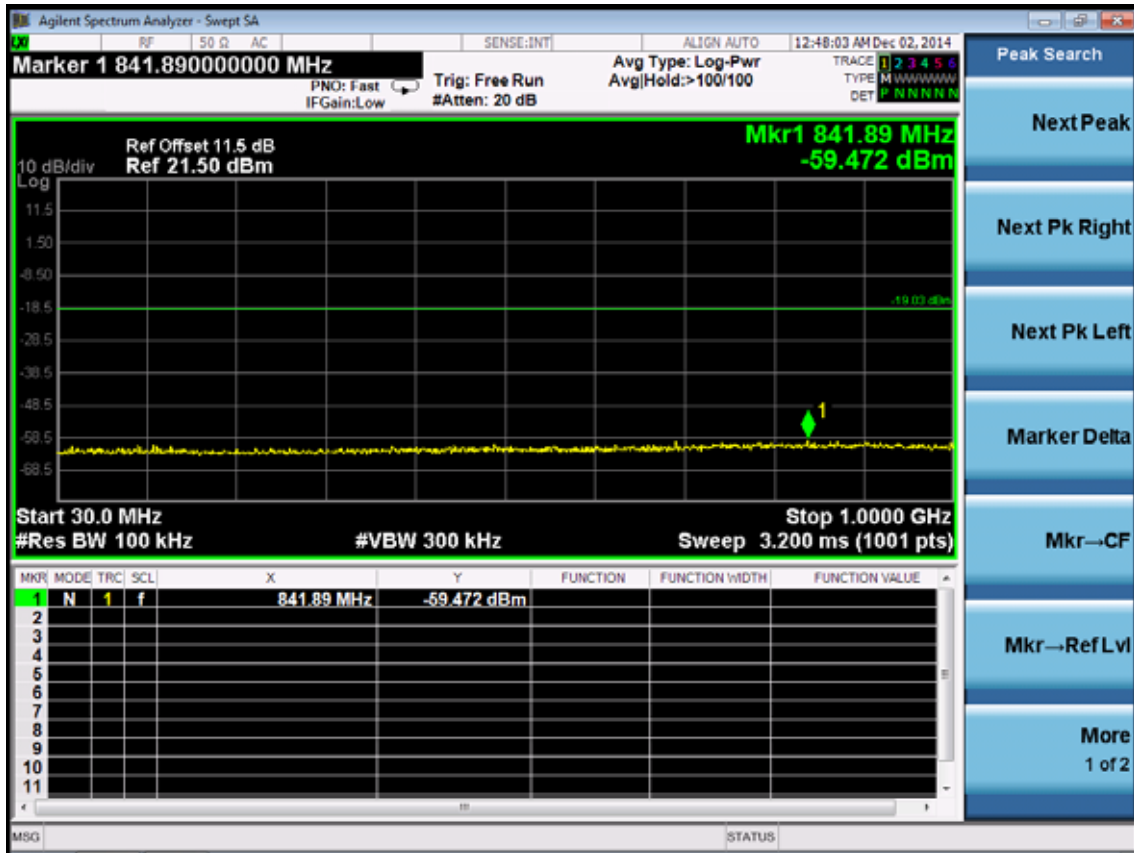 Agilent Spectrum Analyzer - Swept SA
LXI RF 50 Ω AC SENSE:INT ALIGN AUTO 12:48:03 AM Dec 02, 2014
Marker 1 841.890000000 MHz
PNO: Fast
IFGain:Low
Trig: Free Run
#Atten: 20 dB
Avg Type: Log-Pwr
Avg|Hold:>100/100
TRACE 1 2 3 4 5 6
TYPE M WWWWW
DET P N N N N N
Ref Offset 11.5 dB
Ref 21.50 dBm
10 dB/div
Log
Mkr1 841.89 MHz
-59.472 dBm
11.5
1.50
-8.50
-18.5
-28.5
-38.5
-48.5
-58.5
-68.5
-19.03 dBm
1
Start 30.0 MHz
Stop 1.0000 GHz
#Res BW 100 kHz
#VBW 300 kHz
Sweep 3.200 ms (1001 pts)
MKR MODE TRC SCL X Y FUNCTION FUNCTION WIDTH FUNCTION VALUE
1 N 1 f 841.89 MHz -59.472 dBm
2
3
4
5
6
7
8
9
10
11
MSG
STATUS
Peak Search
Next Peak
Next Pk Right
Next Pk Left
Marker Delta
Mkr→CF
Mkr→Ref Lvl
More
1 of 2